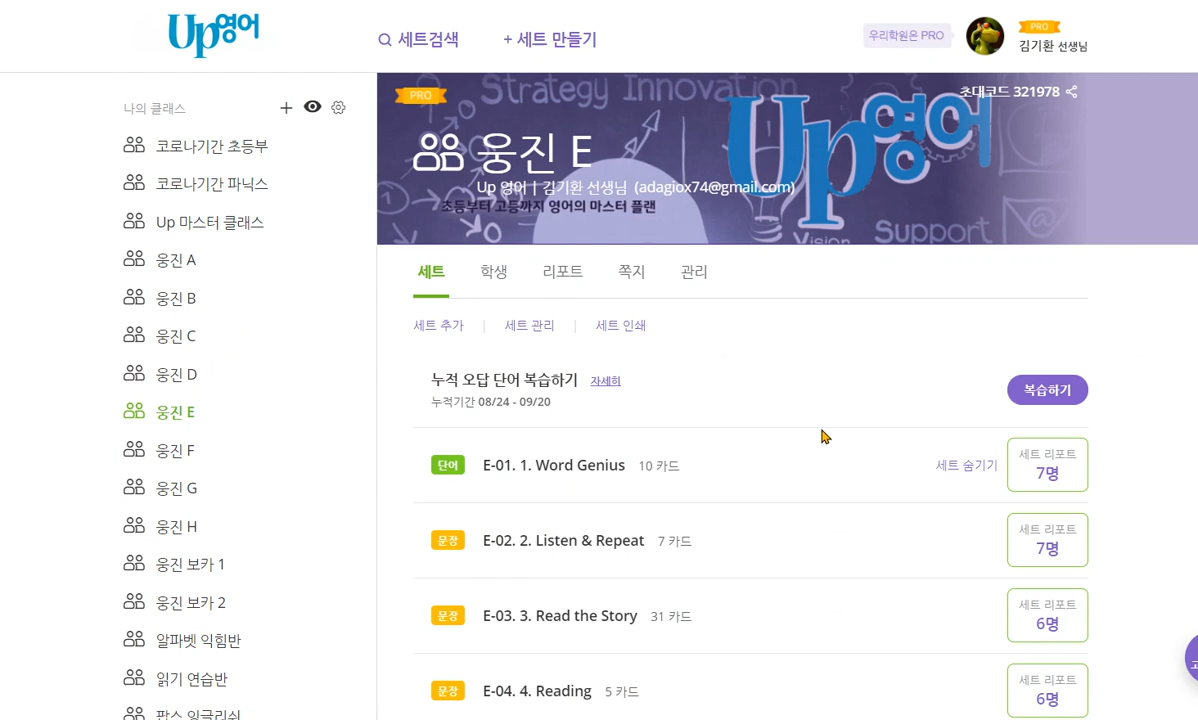 Up영어
세트검색
+ 세트 만들기
우리학원은 PRO
PRO
김기환 선생님
나의 클래스
코로나기간 초등부
코로나기간 파닉스
Up 마스터 클래스
웅진 A
웅진 B
웅진 C
웅진 D
웅진 E
웅진 F
웅진 G
웅진 H
웅진 보카 1
웅진 보카 2
알파벳 익힘반
읽기 연습반
팝스 잉글리쉬
PRO
Strategy Innovation
초대코드 321978
Up영어
웅진 E
Up 영어 | 김기환 선생님 (adagiox74@gmail.com)
초등부터 고등까지 영어의 마스터 플랜
Vision
Support
세트
학생
리포트
쪽지
관리
세트 추가 | 세트 관리 | 세트 인쇄
누적 오답 단어 복습하기 자세히
누적기간 08/24 - 09/20
복습하기
단어 E-01. 1. Word Genius 10 카드
세트 숨기기
세트 리포트
7명
문장 E-02. 2. Listen & Repeat 7 카드
세트 리포트
7명
문장 E-03. 3. Read the Story 31 카드
세트 리포트
6명
문장 E-04. 4. Reading 5 카드
세트 리포트
6명